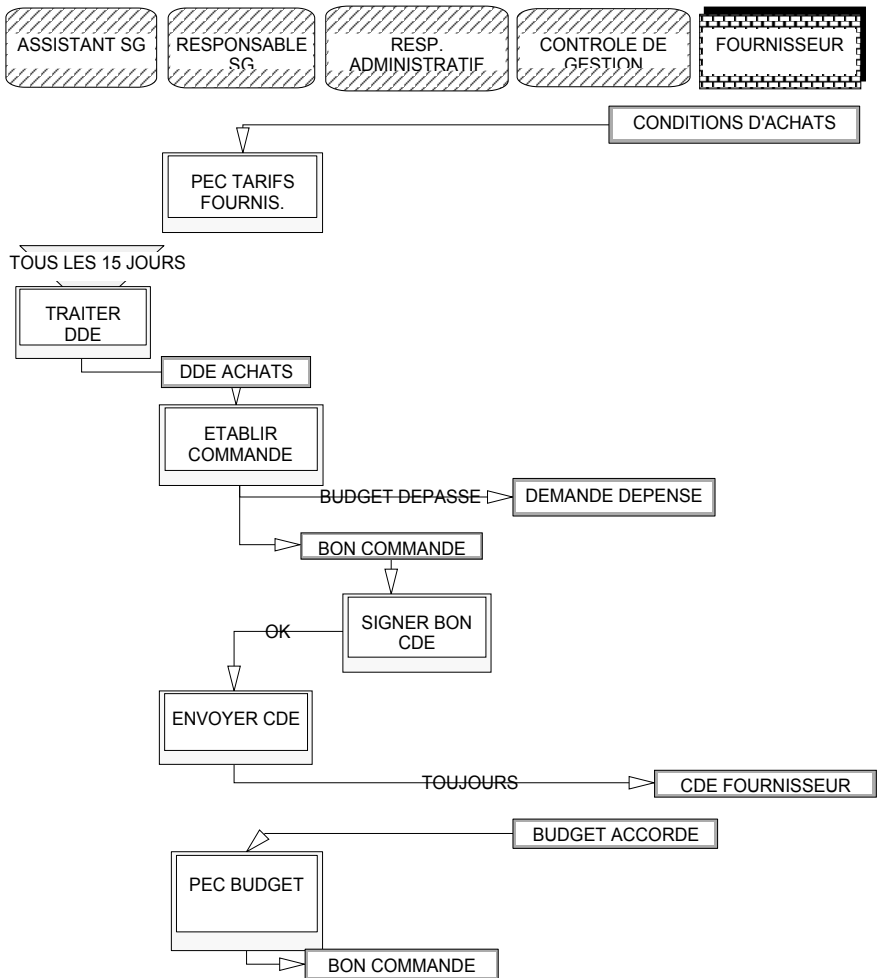 ASSISTANT SG
RESPONSABLE
SG
RESP.
ADMINISTRATIF
CONTROLE DE
GESTION
FOURNISSEUR
CONDITIONS D'ACHATS
PEC TARIFS
FOURNIS.
TOUS LES 15 JOURS
TRAITER
DDE
DDE ACHATS
ETABLIR
COMMANDE
BUDGET DEPASSE
DEMANDE DEPENSE
BON COMMANDE
SIGNER BON
CDE
OK
ENVOYER CDE
TOUJOURS
CDE FOURNISSEUR
BUDGET ACCORDE
PEC BUDGET
BON COMMANDE